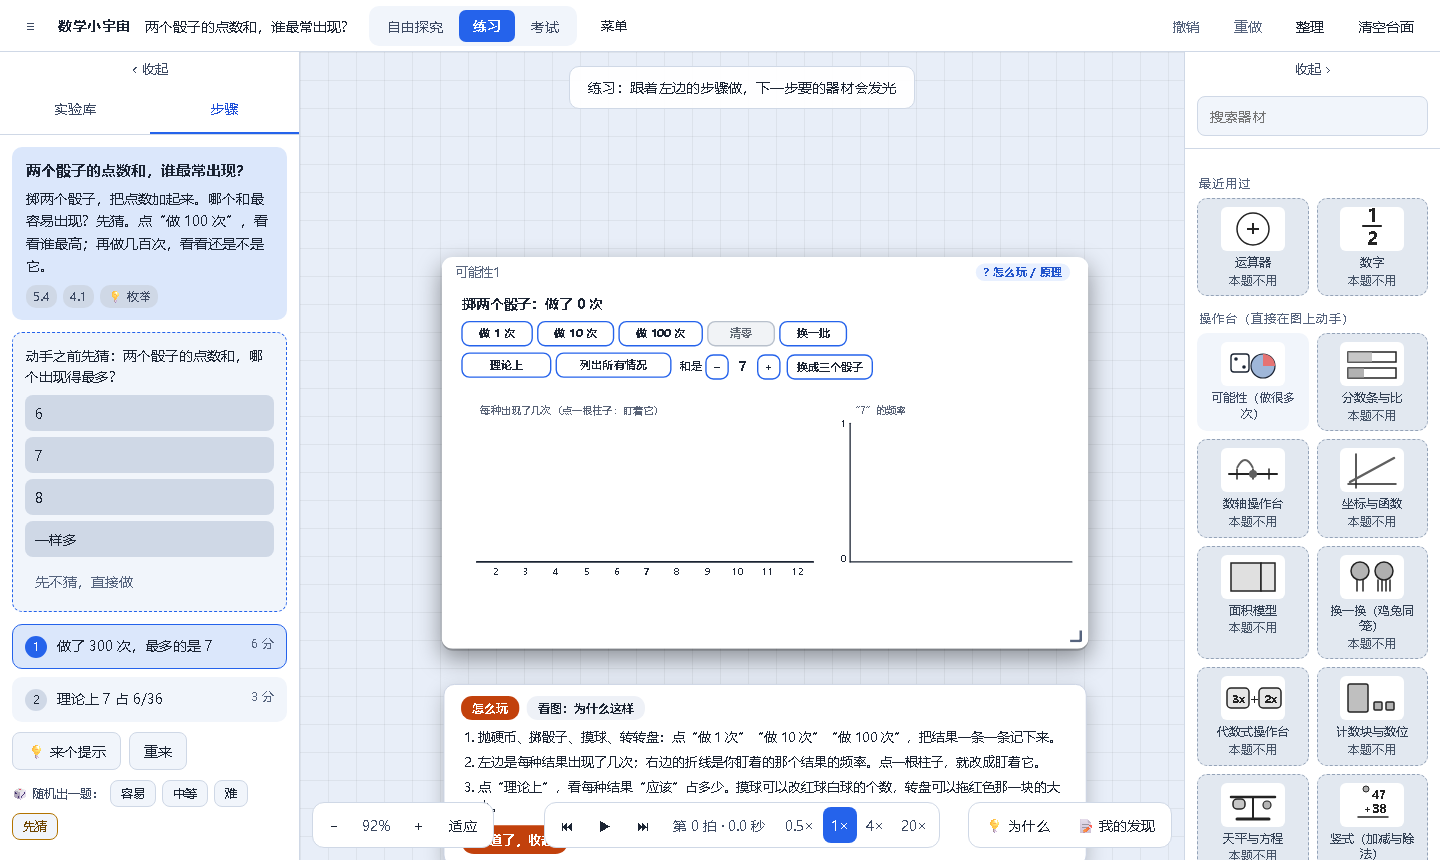 ≡ 数学小宇宙 两个骰子的点数和，谁最常出现？ 自由探究 练习 考试 菜单 撤销 重做 整理 清空台面
‹ 收起
实验库 步骤
两个骰子的点数和，谁最常出现？
掷两个骰子，把点数加起来。哪个和最
容易出现？先猜。点“做 100 次”，看
看谁最高；再做几百次，看看还是不是
它。
5.4 4.1 枚举
动手之前先猜：两个骰子的点数和，哪
个出现得最多？
6
7
8
一样多
先不猜，直接做
1 做了 300 次，最多的是 7 6 分
2 理论上 7 占 6/36 3 分
来个提示 重来
随机出一题： 容易 中等 难
先猜
练习：跟着左边的步骤做，下一步要的器材会发光
可能性1 ? 怎么玩 / 原理
掷两个骰子：做了 0 次
做 1 次 做 10 次 做 100 次 清零 换一批
理论上 列出所有情况 和是 − 7 + 换成三个骰子
每种出现了几次（点一根柱子：盯着它） “7”的频率
1
0
2 3 4 5 6 7 8 9 10 11 12
怎么玩 看图：为什么这样
1. 抛硬币、掷骰子、摸球、转转盘：点“做 1 次”“做 10 次”“做 100 次”，把结果一条一条记下来。
2. 左边是每种结果出现了几次；右边的折线是你盯着的那个结果的频率。点一根柱子，就改成盯着它。
3. 点“理论上”，看每种结果“应该”占多少。摸球可以改红球白球的个数，转盘可以拖红色那一块的大
道了，收起
− 92% + 适应 第 0 拍 · 0.0 秒 0.5× 1× 4× 20× 为什么 我的发现
收起 ›
搜索器材
最近用过
运算器 本题不用
1
2
数字 本题不用
操作台（直接在图上动手）
可能性（做很多
次）
分数条与比
本题不用
数轴操作台 坐标与函数
本题不用 本题不用
面积模型
本题不用
换一换（鸡兔同
笼）
本题不用
3x + 2x
代数式操作台 计数块与数位
本题不用 本题不用
天平与方程
本题不用
47
+38
竖式（加减与除
法）